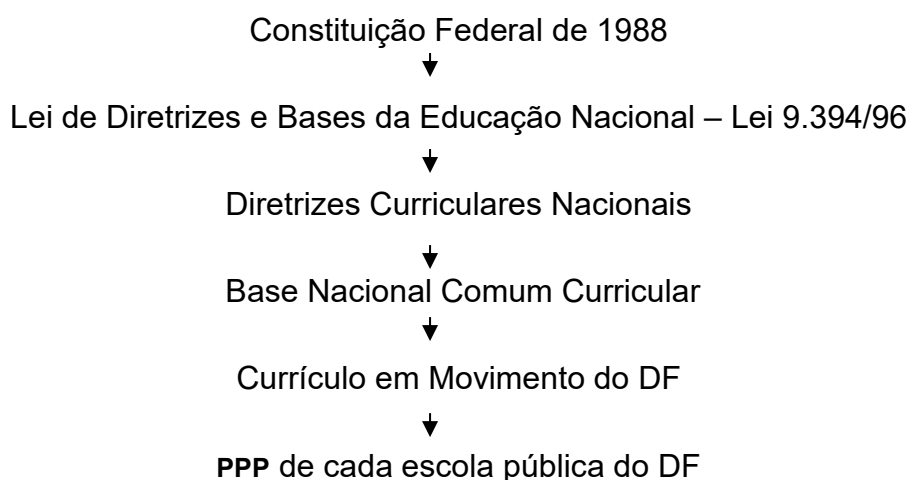 Constituição Federal de 1988
Lei de Diretrizes e Bases da Educação Nacional – Lei 9.394/96
Diretrizes Curriculares Nacionais
Base Nacional Comum Curricular
Currículo em Movimento do DF
PPP de cada escola pública do DF